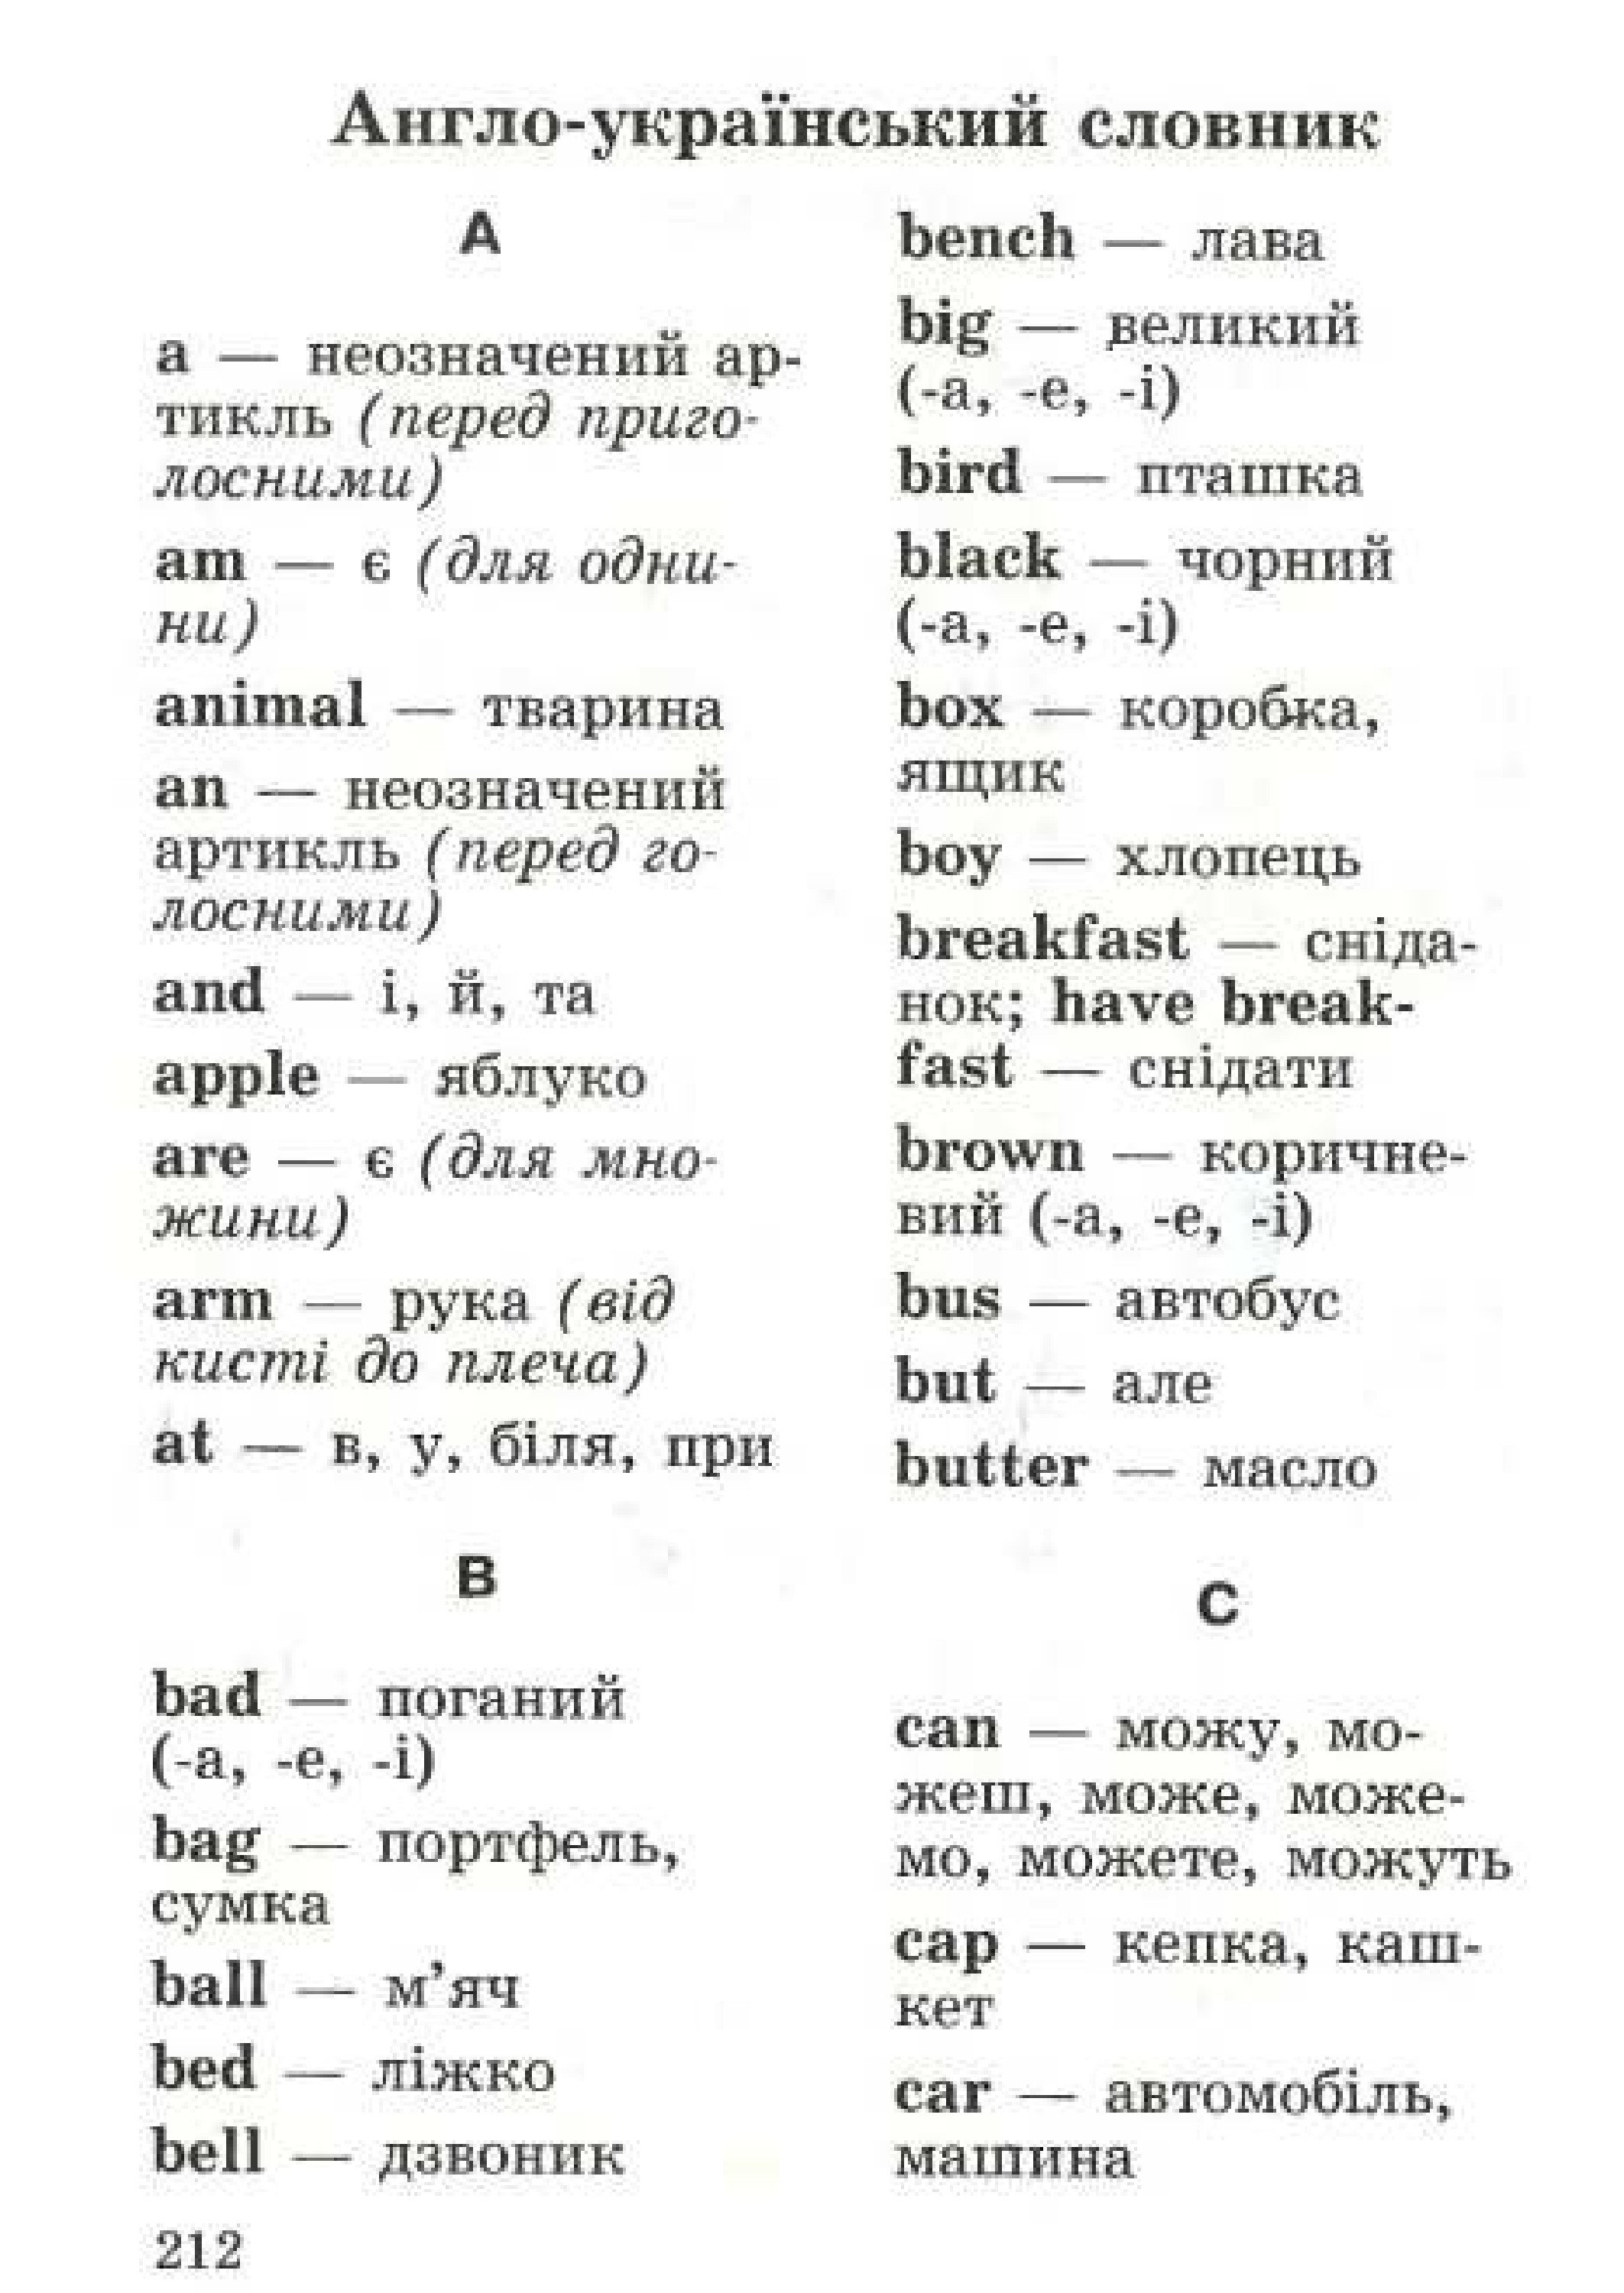 Англо-український словник
A
a — неозначений ар-
тикль (перед приго-
лосними)
am — є (для одни-
ни)
animal — тварина
an — неозначений
артикль (перед го-
лосними)
and — і, й, та
apple — яблуко
are — є (для мно-
жини)
arm — рука (від
кисті до плеча)
at — в, у, біля, при
B
bad — поганий
(-а, -е, -і)
bag — портфель,
сумка
ball — м’яч
bed — ліжко
bell — дзвоник
212
bench — лава
big — великий
(-а, -е, -і)
bird — пташка
black — чорний
(-а, -е, -і)
box — коробка,
ящик
boy — хлопець
breakfast — сніда-
нок; have break-
fast — снідати
brown — коричне-
вий (-а, -е, -і)
bus — автобус
but — але
butter — масло
C
can — можу, мо-
жеш, може, може-
мо, можете, можуть
cap — кепка, каш-
кет
car — автомобіль,
машина